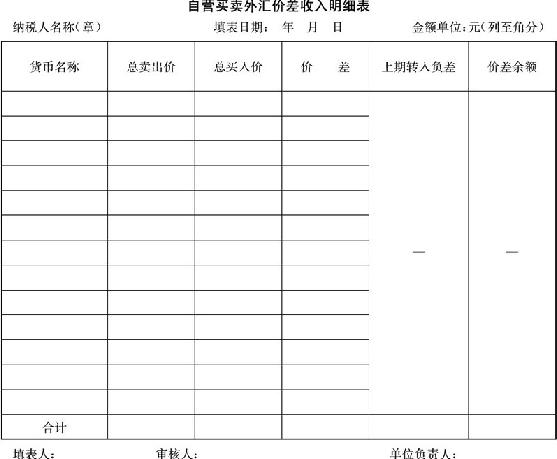 自营买卖外汇价差收入明细表
纳税人名称(章) 填表日期: 年 月 日 金额单位:元(列至角分)
货币名称 总卖出价 总买入价 价 差 上期转入负差 价差余额
— —
合计
填表人: 审核人: 单位负责人: